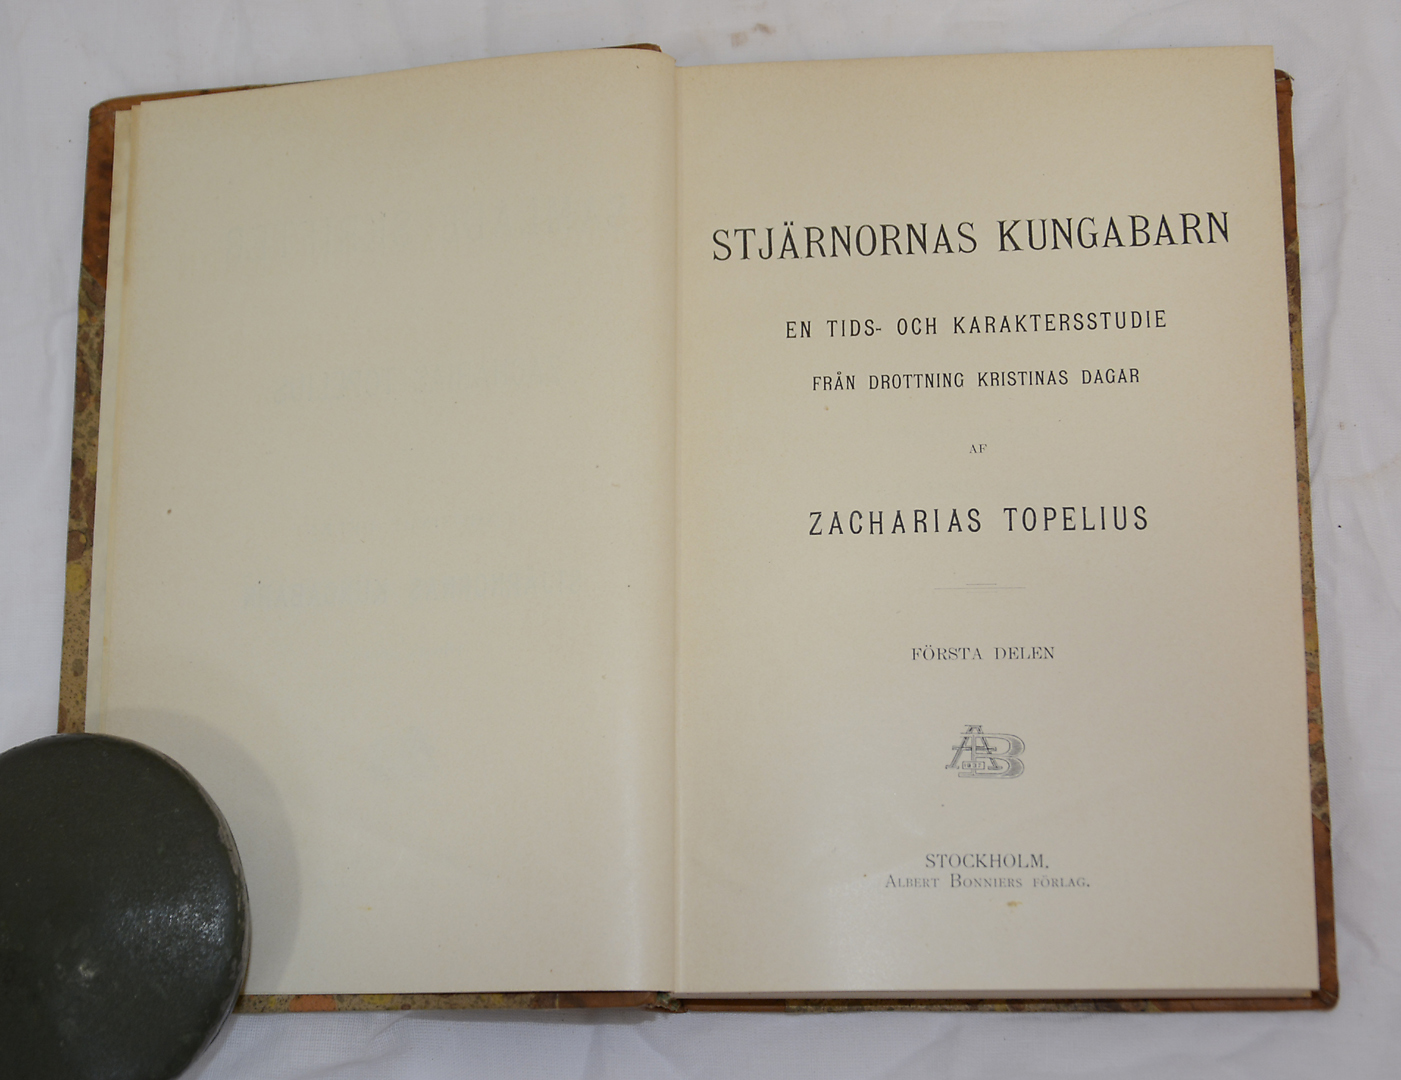 STJÄRNORNAS KUNGABARN
EN TIDS- OCH KARAKTERSSTUDIE
FRÅN DROTTNING KRISTINAS DAGAR
AF
ZACHARIAS TOPELIUS
FÖRSTA DELEN
AB
STOCKHOLM.
ALBERT BONNIERS FÖRLAG.